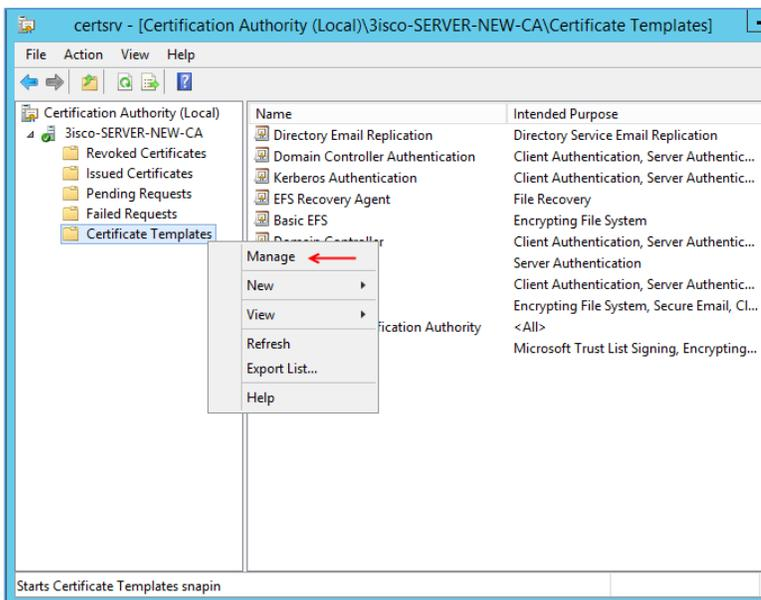 certsrv - [Certification Authority (Local)\3isco-SERVER-NEW-CA\Certificate Templates]
File Action View Help
Certification Authority (Local)
3isco-SERVER-NEW-CA
Revoked Certificates
Issued Certificates
Pending Requests
Failed Requests
Certificate Templates
Name Intended Purpose
Directory Email Replication Directory Service Email Replication
Domain Controller Authentication Client Authentication, Server Authentic...
Kerberos Authentication Client Authentication, Server Authentic...
EFS Recovery Agent File Recovery
Basic EFS Encrypting File System
Domain Controller Client Authentication, Server Authentic...
Server Authentication
Client Authentication, Server Authentic...
Encrypting File System, Secure Email, Cl...
fication Authority <All>
Microsoft Trust List Signing, Encrypting...
Manage
New
View
Refresh
Export List...
Help
Starts Certificate Templates snapin